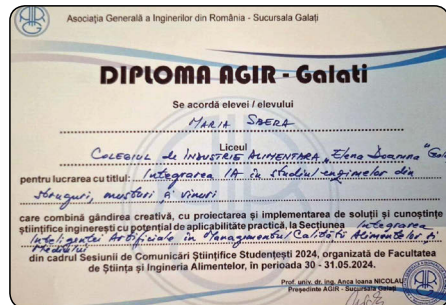 Asociația Generală a Inginerilor din România - Sucursala Galați
DIPLOMA AGIR - Galati
Se acordă elevei / elevului
MARIA SBERA
Liceul
COLEGIUL de INDUSTRIE ALIMENTARĂ „Elena Doamna"
pentru lucrarea cu titlul: Integrarea IA în studiul enzimelor din
struguri, musturi și vinuri
care combină gândirea creativă, cu proiectarea și implementarea de soluții și cunoștințe
științifice inginerești cu potențial de aplicabilitate practică, la Secțiunea Integrarea
Inteligenței Artificiale în Managementul Calității Alimentelor și
Mediului
din cadrul Sesiunii de Comunicări Științifice Studențești 2024, organizată de Facultatea
de Știința și Ingineria Alimentelor, în perioada 30 - 31.05.2024.
Prof. univ. dr. ing. Anca Ioana NICOLAU
Președinte AGIR - Sucursala Galați